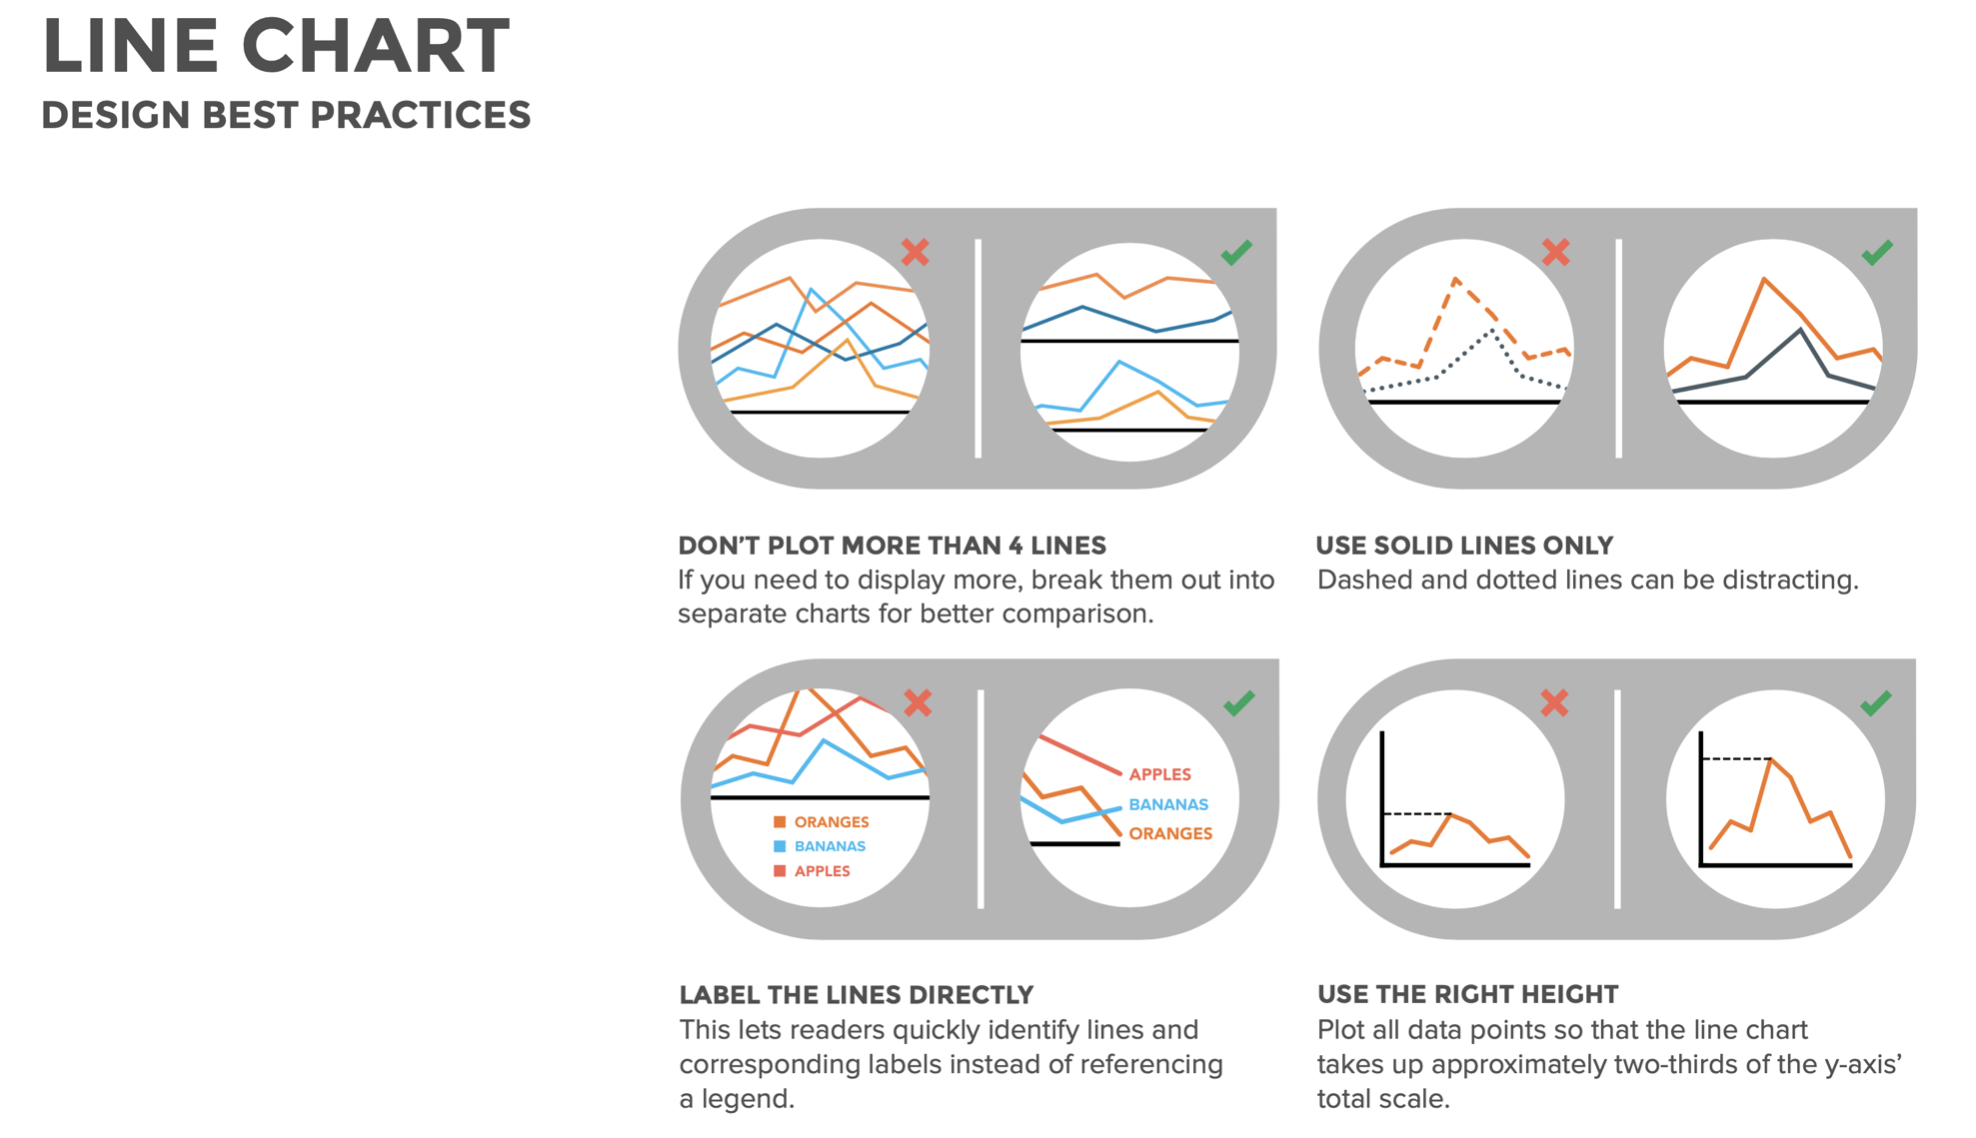 LINE CHART
DESIGN BEST PRACTICES
DON’T PLOT MORE THAN 4 LINES
If you need to display more, break them out into
separate charts for better comparison.
USE SOLID LINES ONLY
Dashed and dotted lines can be distracting.
ORANGES
BANANAS
APPLES
APPLES
BANANAS
ORANGES
LABEL THE LINES DIRECTLY
This lets readers quickly identify lines and
corresponding labels instead of referencing
a legend.
USE THE RIGHT HEIGHT
Plot all data points so that the line chart
takes up approximately two-thirds of the y-axis’
total scale.